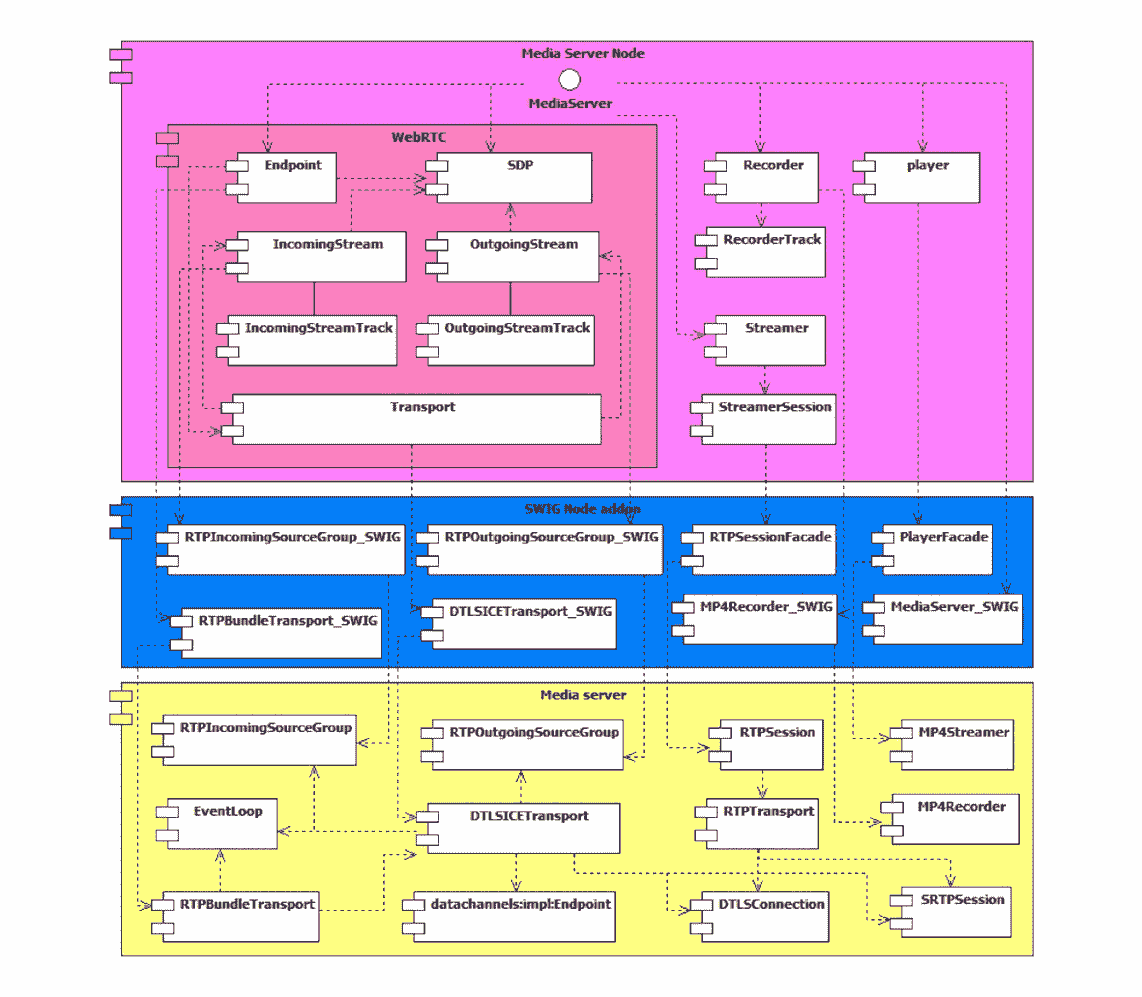 Media Server Node
MediaServer
WebRTC
Endpoint
SDP
Recorder
player
IncomingStream
OutgoingStream
RecorderTrack
IncomingStreamTrack
OutgoingStreamTrack
Streamer
Transport
StreamerSession
SWIG Node addon
RTPIncomingSourceGroup_SWIG
RTPOutgoingSourceGroup_SWIG
RTPSessionFacade
PlayerFacade
RTPBundleTransport_SWIG
DTLSICETransport_SWIG
MP4Recorder_SWIG
MediaServer_SWIG
Media server
RTPIncomingSourceGroup
RTPOutgoingSourceGroup
RTPSession
MP4Streamer
EventLoop
DTLSICETransport
RTPTransport
MP4Recorder
RTPBundleTransport
datachannels:impl:Endpoint
DTLSConnection
SRTPSession